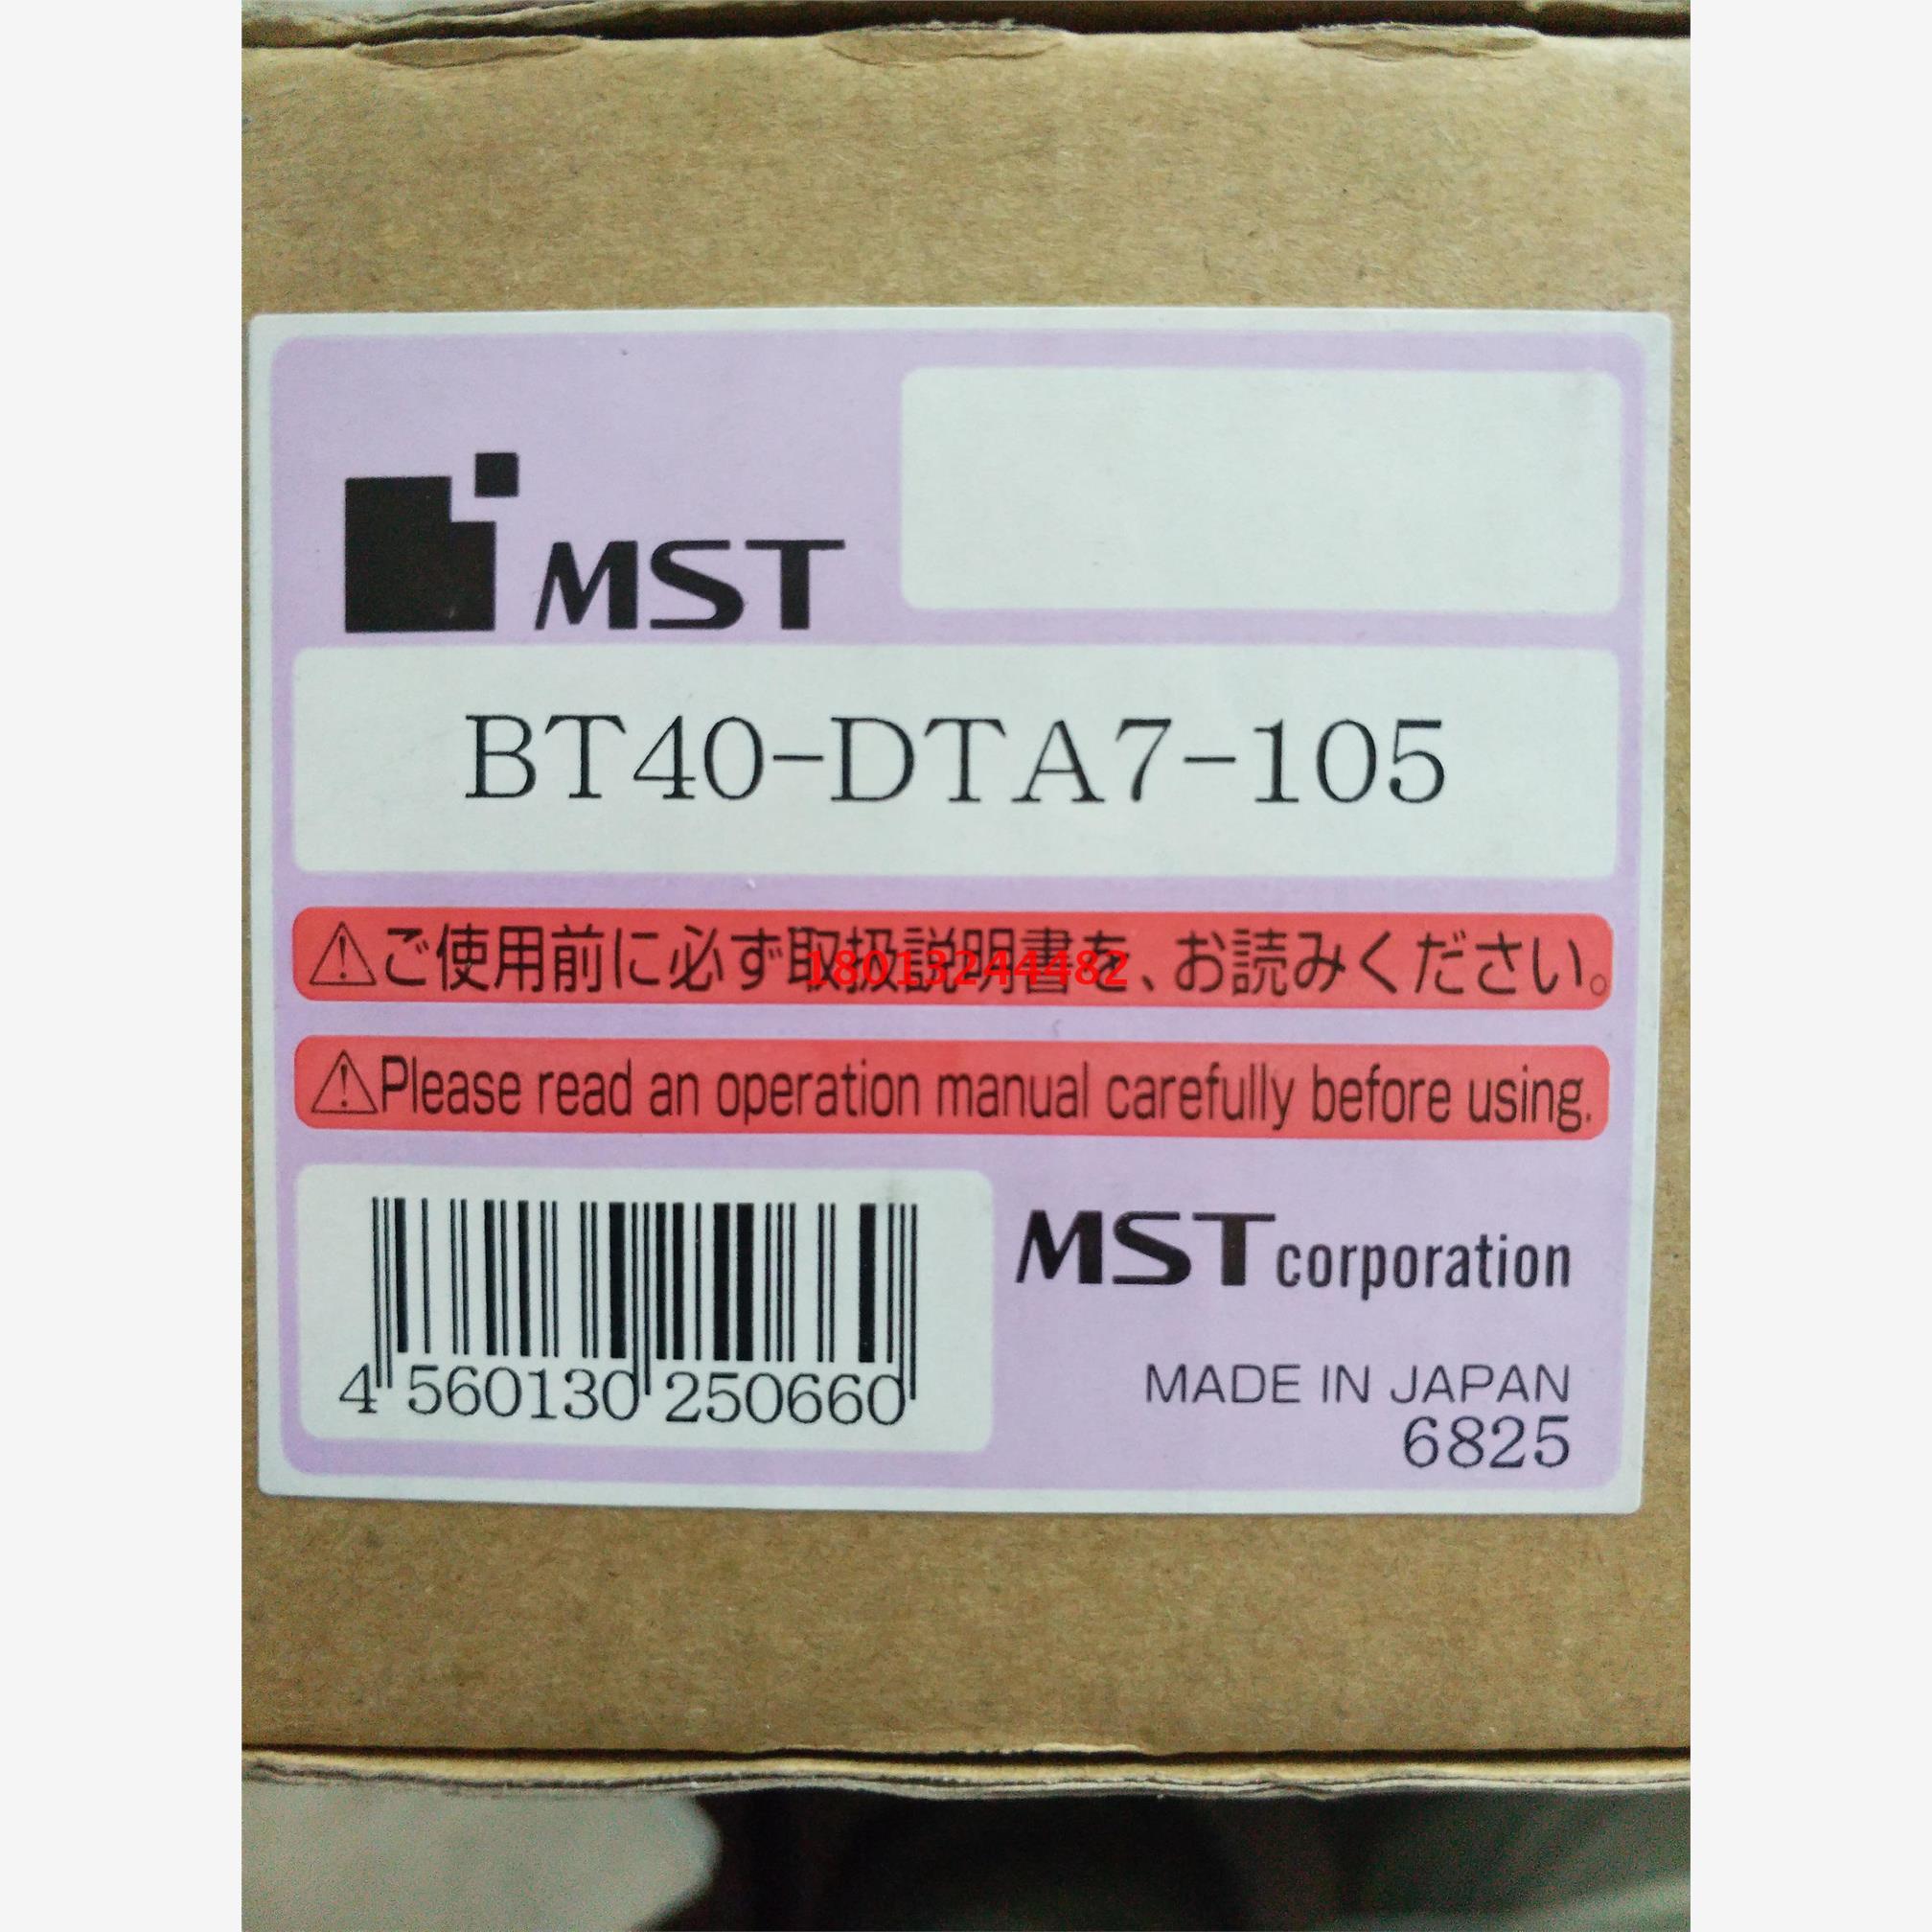 MST
BT40-DTA7-105
⚠ご使用前に必ず取扱説明書を、お読みください。
18013244482
⚠Please read an operation manual carefully before using.
4 560130 250660
MST corporation
MADE IN JAPAN
6825